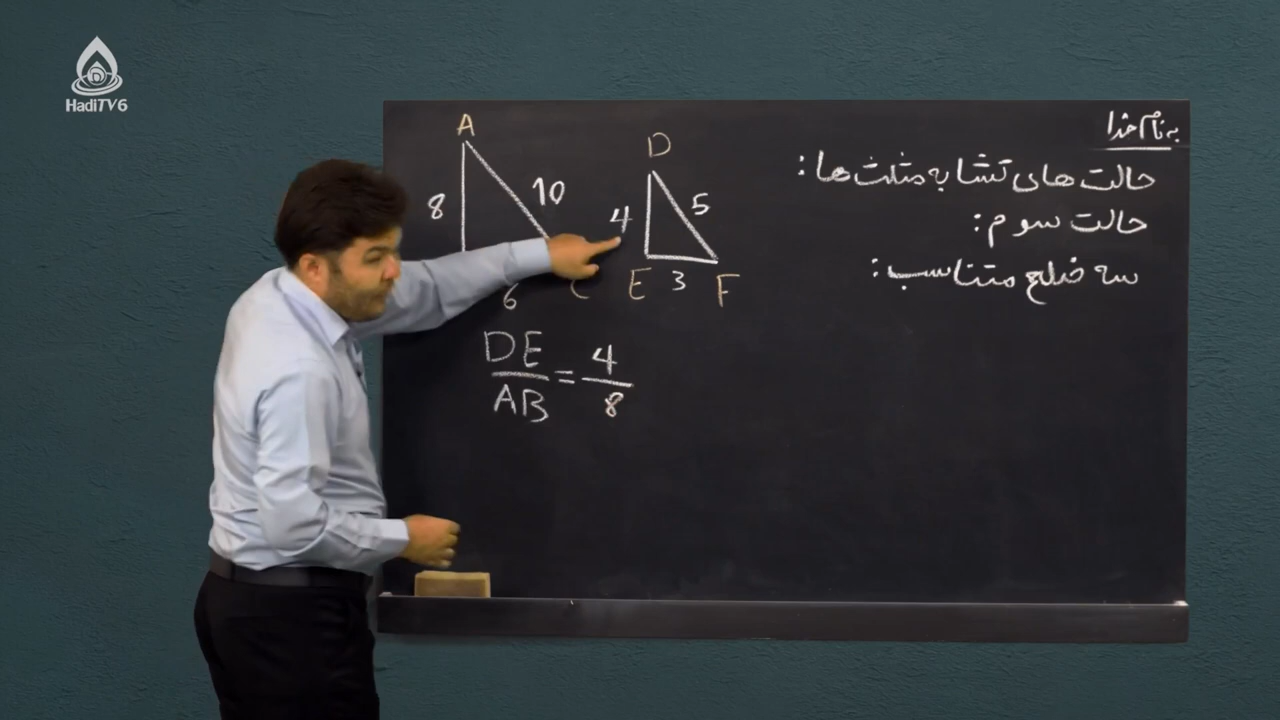 HadiTV6
به نام خدا
حالت های تشابه مثلث ها:
حالت سوم:
سه ضلع متناسب:
A
8
10
6
C
D
4
5
E
3
F
DE/AB = 4/8